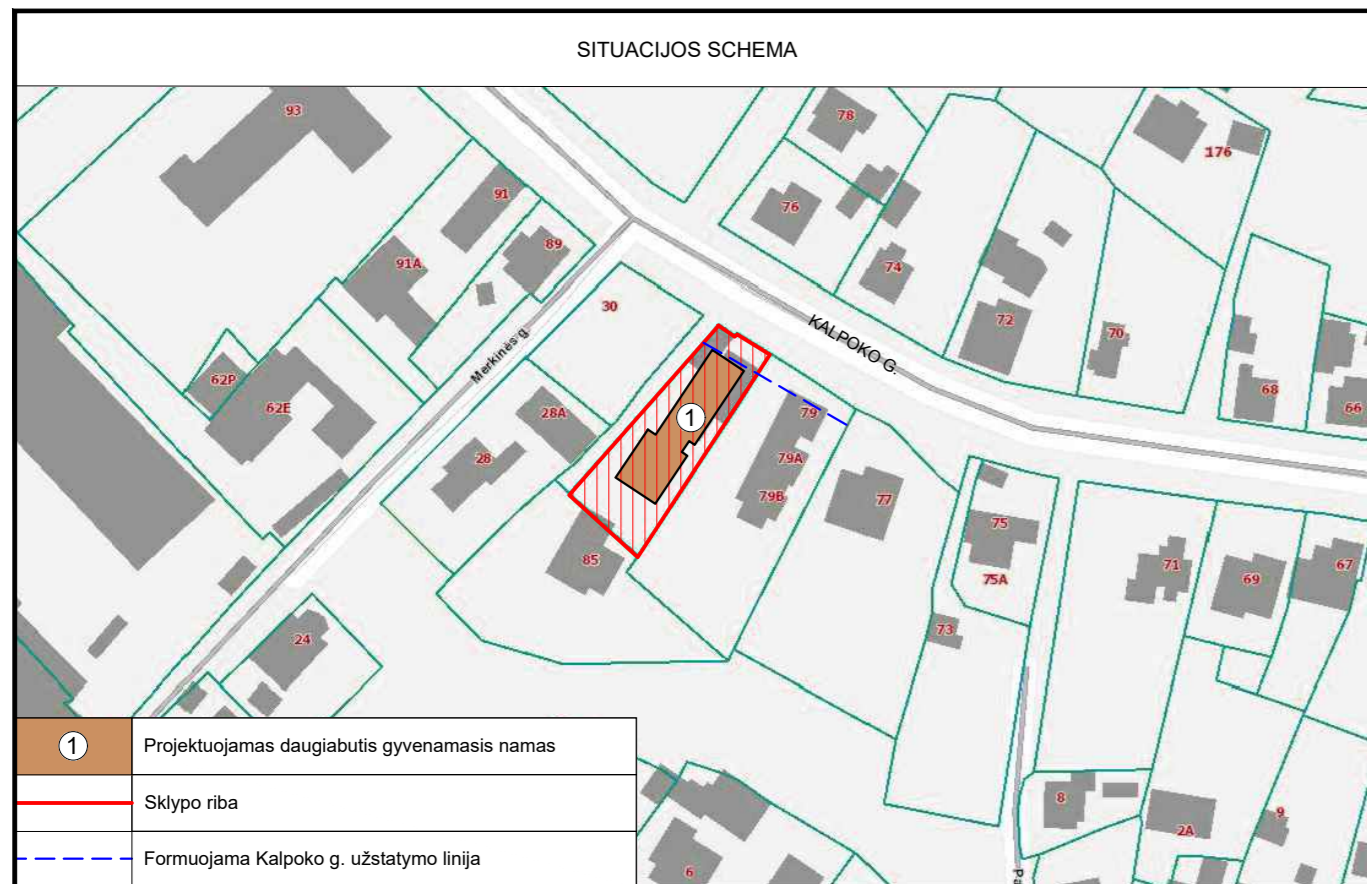 SITUACIJOS SCHEMA
93
78
176
91
76
89
91A
74
30
KALPOKO G.
72
70
Merkinės g.
62P
68
66
62E
28A
1
79
28
79A
79B
77
75
85
71
69
67
75A
73
24
1 Projektuojamas daugiabutis gyvenamasis namas
Sklypo riba
Formuojama Kalpoko g. užstatymo linija
8
9
2A
6
Pa